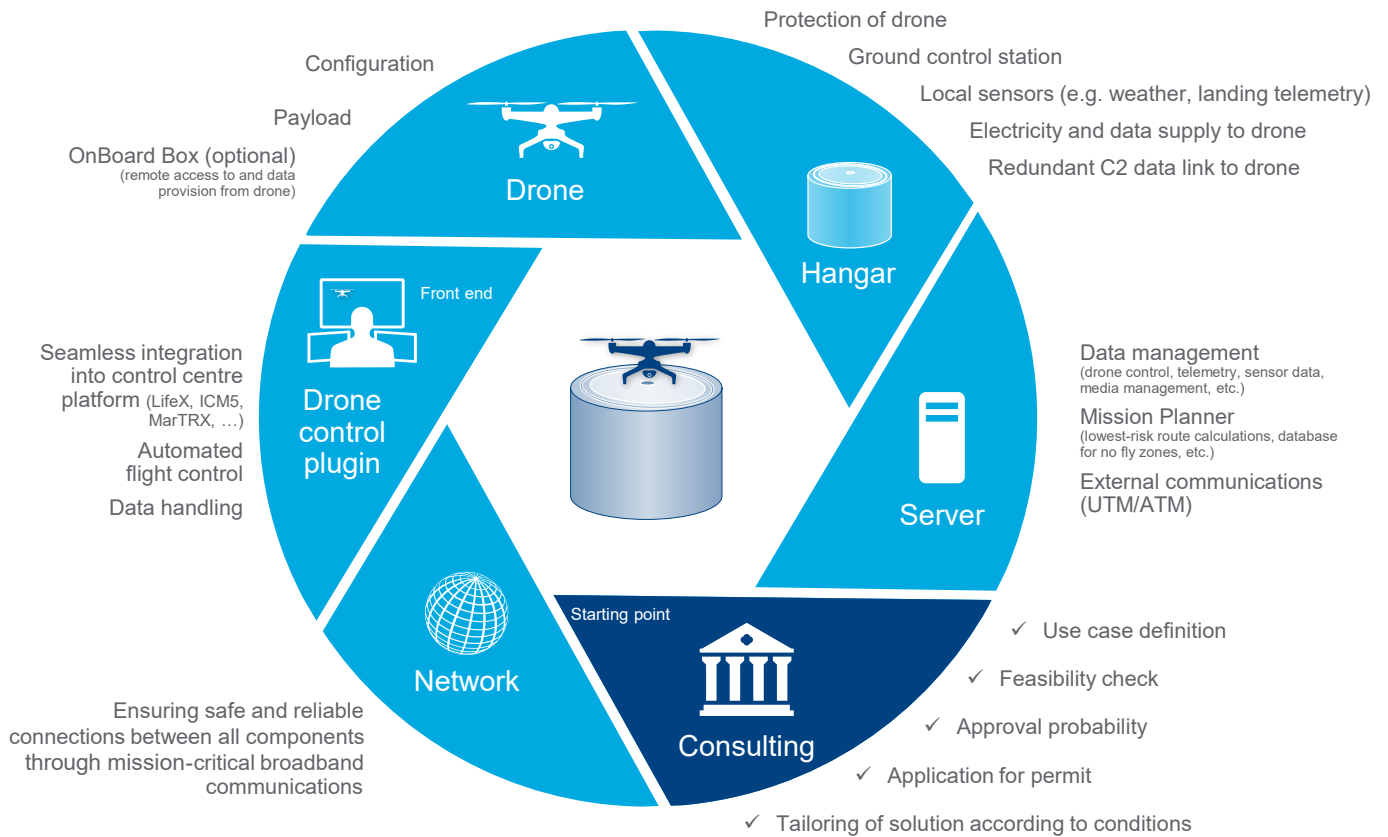 Protection of drone
Ground control station
Local sensors (e.g. weather, landing telemetry)
Electricity and data supply to drone
Redundant C2 data link to drone
Hangar
Configuration
Payload
OnBoard Box (optional)
(remote access to and data
provision from drone)
Drone
Front end
Drone
control
plugin
Seamless integration
into control centre
platform (LifeX, ICM5,
MarTRX, …)
Automated
flight control
Data handling
Server
Data management
(drone control, telemetry, sensor data,
media management, etc.)
Mission Planner
(lowest-risk route calculations, database
for no fly zones, etc.)
External communications
(UTM/ATM)
Network
Ensuring safe and reliable
connections between all components
through mission-critical broadband
communications
Starting point
Consulting
✓ Use case definition
✓ Feasibility check
✓ Approval probability
✓ Application for permit
✓ Tailoring of solution according to conditions